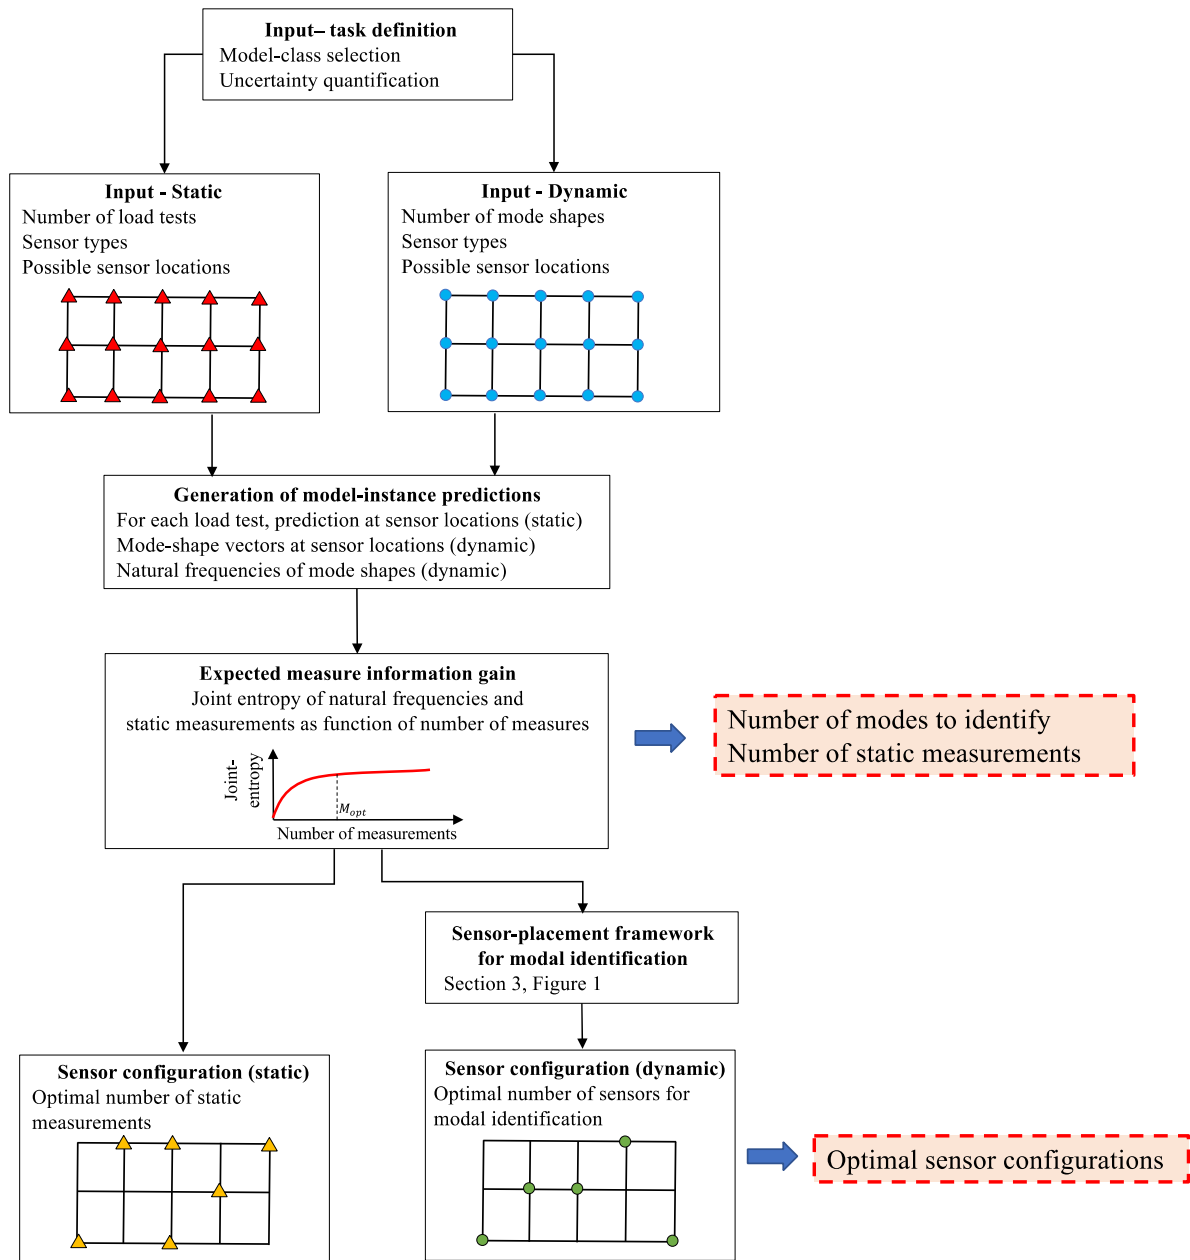 Input– task definition
Model-class selection
Uncertainty quantification
Input - Static
Number of load tests
Sensor types
Possible sensor locations
Input - Dynamic
Number of mode shapes
Sensor types
Possible sensor locations
Generation of model-instance predictions
For each load test, prediction at sensor locations (static)
Mode-shape vectors at sensor locations (dynamic)
Natural frequencies of mode shapes (dynamic)
Expected measure information gain
Joint entropy of natural frequencies and
static measurements as function of number of measures
Joint-
entropy
M_opt
Number of measurements
Number of modes to identify
Number of static measurements
Sensor-placement framework
for modal identification
Section 3, Figure 1
Sensor configuration (static)
Optimal number of static
measurements
Sensor configuration (dynamic)
Optimal number of sensors for
modal identification
Optimal sensor configurations